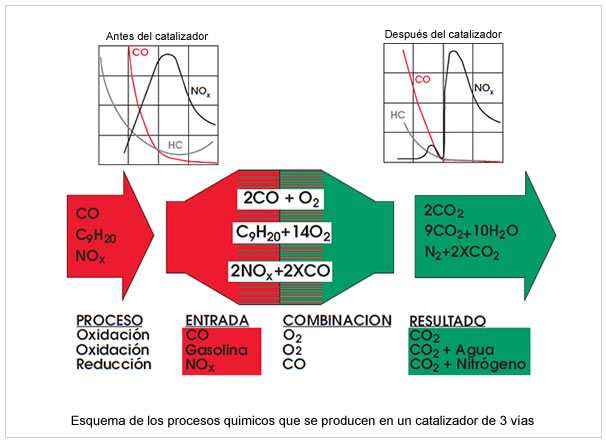 Antes del catalizador
Después del catalizador
CO
NOx
HC
CO
NOx
HC
CO
C9H20
NOx
2CO + O2
C9H20+14O2
2NOx+2XCO
2CO2
9CO2+10H2O
N2+2XCO2
PROCESO ENTRADA COMBINACION RESULTADO
Oxidación CO O2 CO2
Oxidación Gasolina O2 CO2 + Agua
Reducción NOx CO CO2 + Nifrógeno
Esquema de los procesos quimicos que se producen en un catalizador de 3 vías